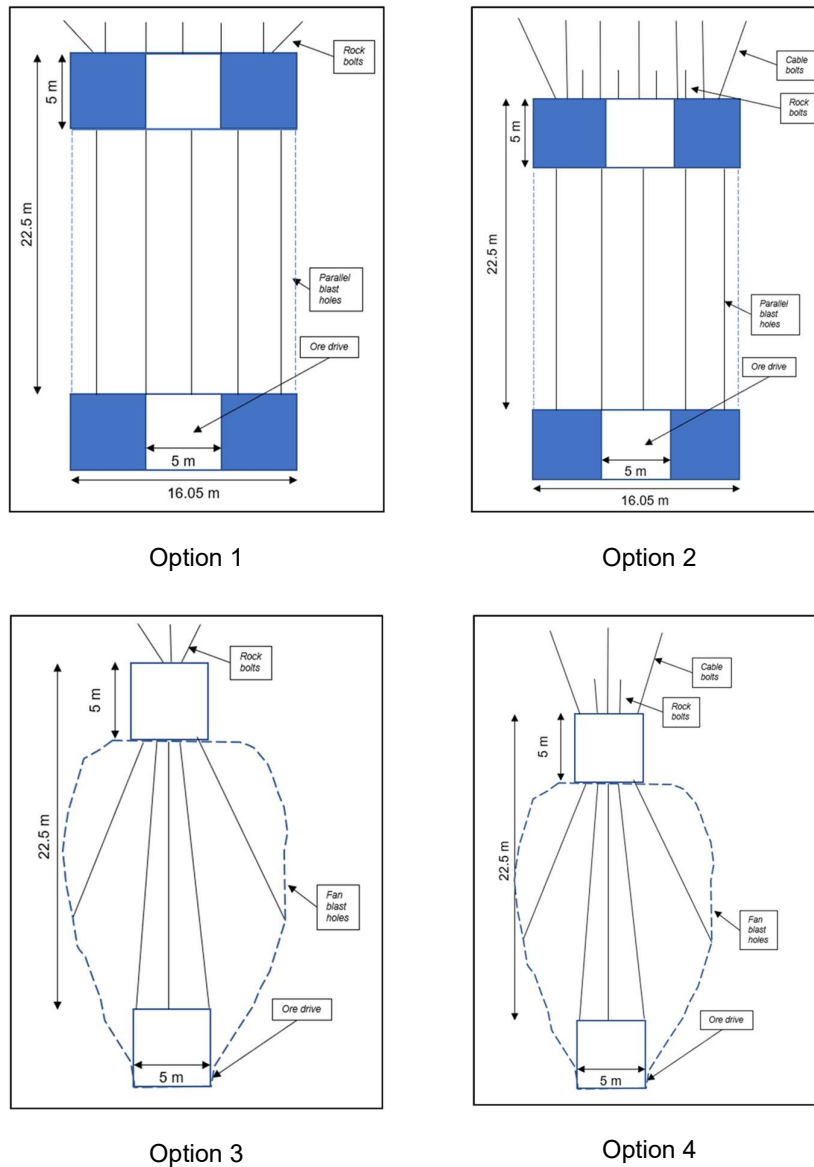 Rock
bolts
5 m
22.5 m
Parallel
blast
holes
Ore drive
5 m
16.05 m
Option 1
Cable
bolts
Rock
bolts
5 m
22.5 m
Parallel
blast
holes
Ore drive
5 m
16.05 m
Option 2
Rock
bolts
5 m
22.5 m
Fan
blast
holes
Ore drive
5 m
Option 3
Cable
bolts
Rock
bolts
5 m
22.5 m
Fan
blast
holes
Ore drive
5 m
Option 4